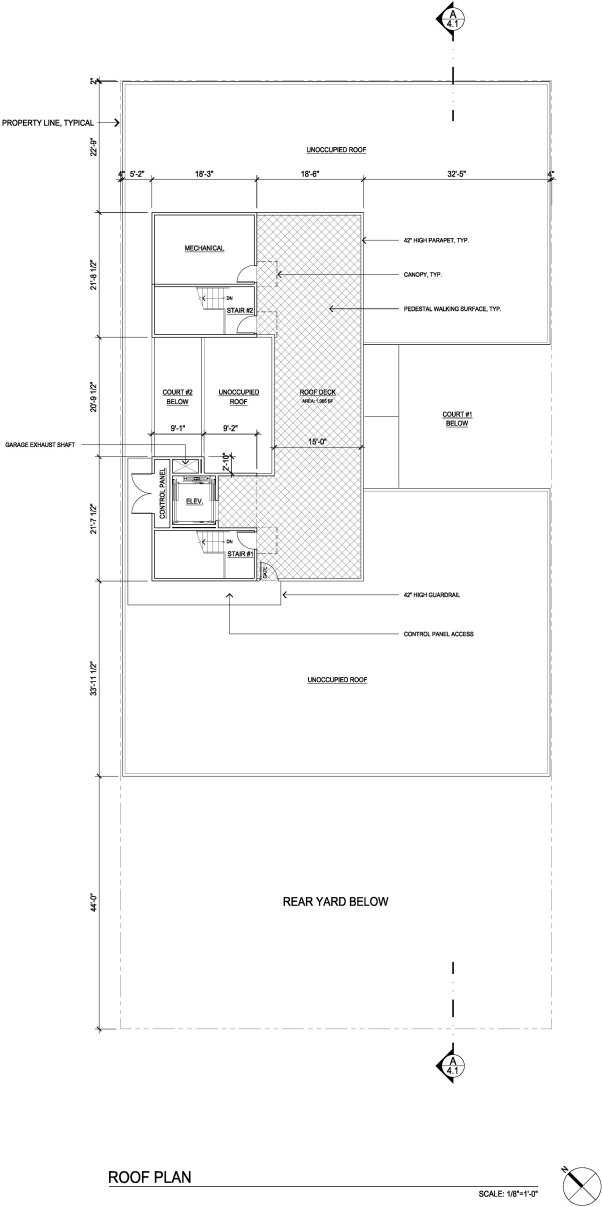 A
4.1
2"
PROPERTY LINE, TYPICAL
22'-9"
UNOCCUPIED ROOF
4"
5'-2"
18'-3"
18'-6"
32'-5"
4"
42" HIGH PARAPET, TYP.
MECHANICAL
CANOPY, TYP.
21'-8 1/2"
DN
STAIR #2
PEDESTAL WALKING SURFACE, TYP.
20'-9 1/2"
COURT #2
BELOW
UNOCCUPIED
ROOF
ROOF DECK
COURT #1
BELOW
9'-1"
9'-2"
15'-0"
GARAGE EXHAUST SHAFT
2'-10"
CONTROL PANEL
ELEV.
21'-7 1/2"
DN
STAIR #1
GATE
42" HIGH GUARDRAIL
CONTROL PANEL ACCESS
33'-11 1/2"
UNOCCUPIED ROOF
44'-0"
REAR YARD BELOW
A
4.1
N
ROOF PLAN
SCALE: 1/8"=1'-0"